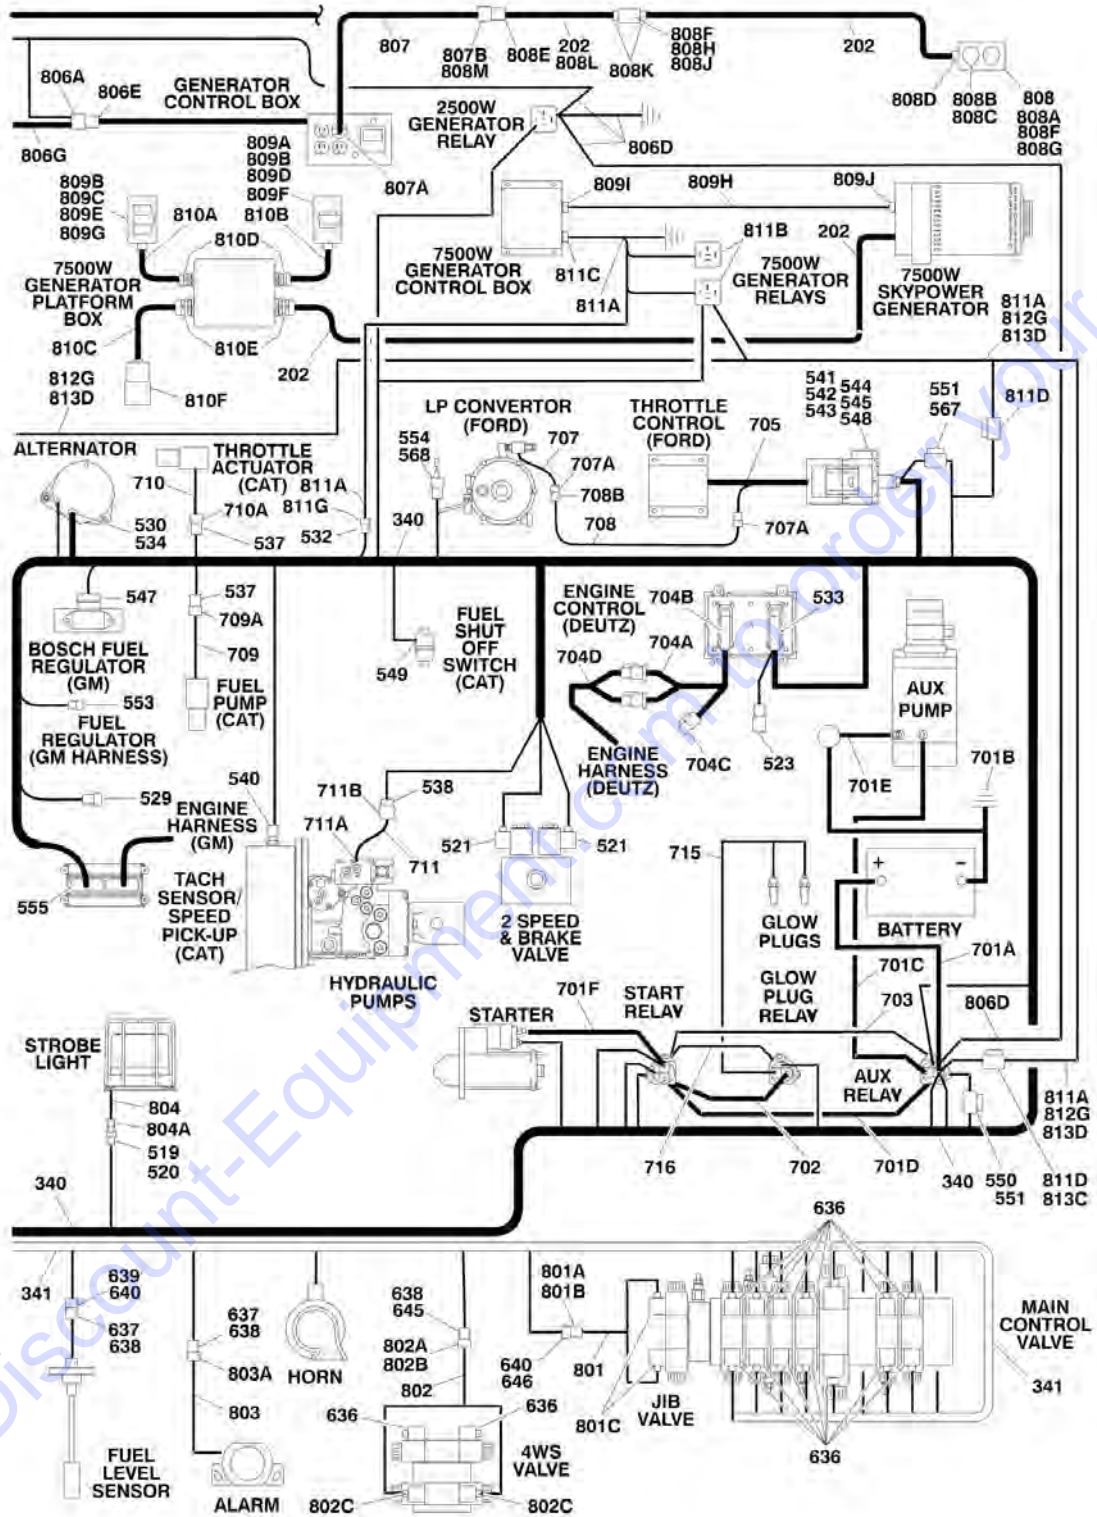 807
807B
808M
808E
202
808L
808K
808F
808H
808J
202
808D
808B
808C
808
808A
808F
808G
806A
806E
GENERATOR
CONTROL BOX
2500W
GENERATOR
RELAY
806D
806G
809A
809B
809D
809F
810B
807A
809B
809C
809E
809G
810A
810D
809I
809H
809J
7500W
GENERATOR
PLATFORM
BOX
7500W
GENERATOR
CONTROL BOX
811C
811A
811B
7500W
GENERATOR
RELAYS
202
7500W
SKYPOWER
GENERATOR
811A
812G
813D
810C
810E
202
812G
813D
810F
541
542
543
544
545
548
551
567
811D
ALTERNATOR
710
THROTTLE
ACTUATOR
(CAT)
811A
811G
532
554
568
340
LP CONVERTOR
(FORD)
707
707A
708B
708
THROTTLE
CONTROL
(FORD)
705
707A
530
534
710A
537
547
BOSCH FUEL
REGULATOR
(GM)
537
709A
709
FUEL
PUMP
(CAT)
549
FUEL
SHUT
OFF
SWITCH
(CAT)
ENGINE
CONTROL
(DEUTZ)
704B
533
704D
704A
AUX
PUMP
553
FUEL
REGULATOR
(GM HARNESS)
ENGINE
HARNESS
(DEUTZ)
704C
523
701E
701B
529
540
711B
538
ENGINE
HARNESS
(GM)
711A
711
521
521
715
555
TACH
SENSOR/
SPEED
PICK-UP
(CAT)
2 SPEED
& BRAKE
VALVE
GLOW
PLUGS
+
-
BATTERY
HYDRAULIC
PUMPS
701F
START
RELAY
GLOW
PLUG
RELAY
701C
703
701A
806D
STROBE
LIGHT
STARTER
AUX
RELAY
804
804A
519
520
811A
812G
813D
340
716
702
701D
340
550
551
811D
813C
636
341
639
640
637
638
637
638
803A
803
HORN
638
645
802A
802B
802
801A
801B
640
646
801
801C
JIB
VALVE
MAIN
CONTROL
VALVE
341
636
636
636
4WS
VALVE
FUEL
LEVEL
SENSOR
ALARM
802C
802C
Discount-Equipment.com to order your